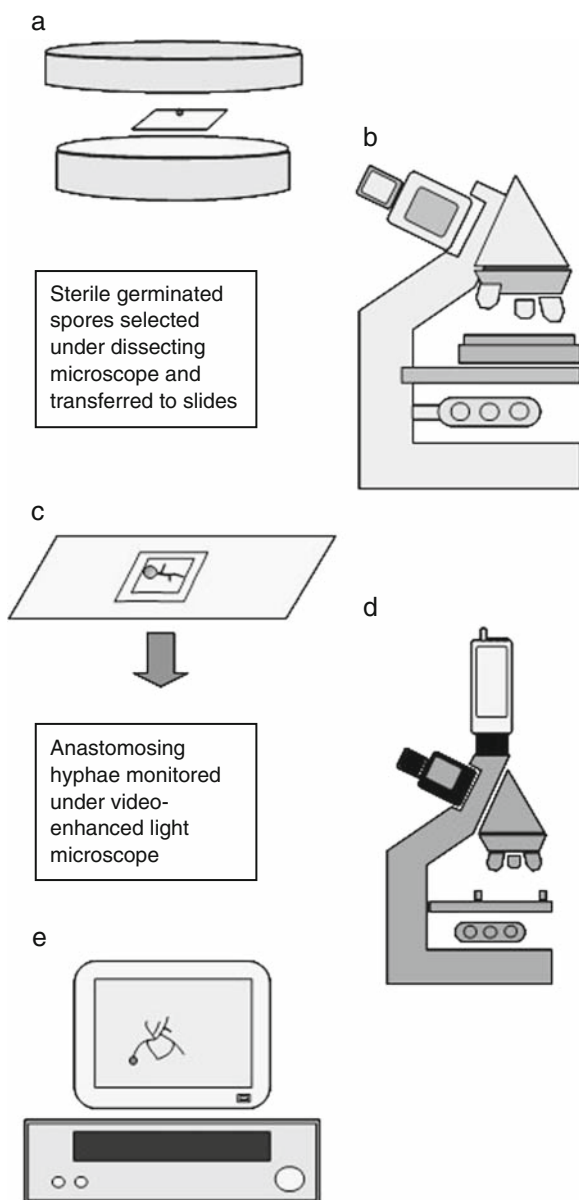 a
b
Sterile germinated
spores selected
under dissecting
microscope and
transferred to slides
c
d
Anastomosing
hyphae monitored
under video-
enhanced light
microscope
e